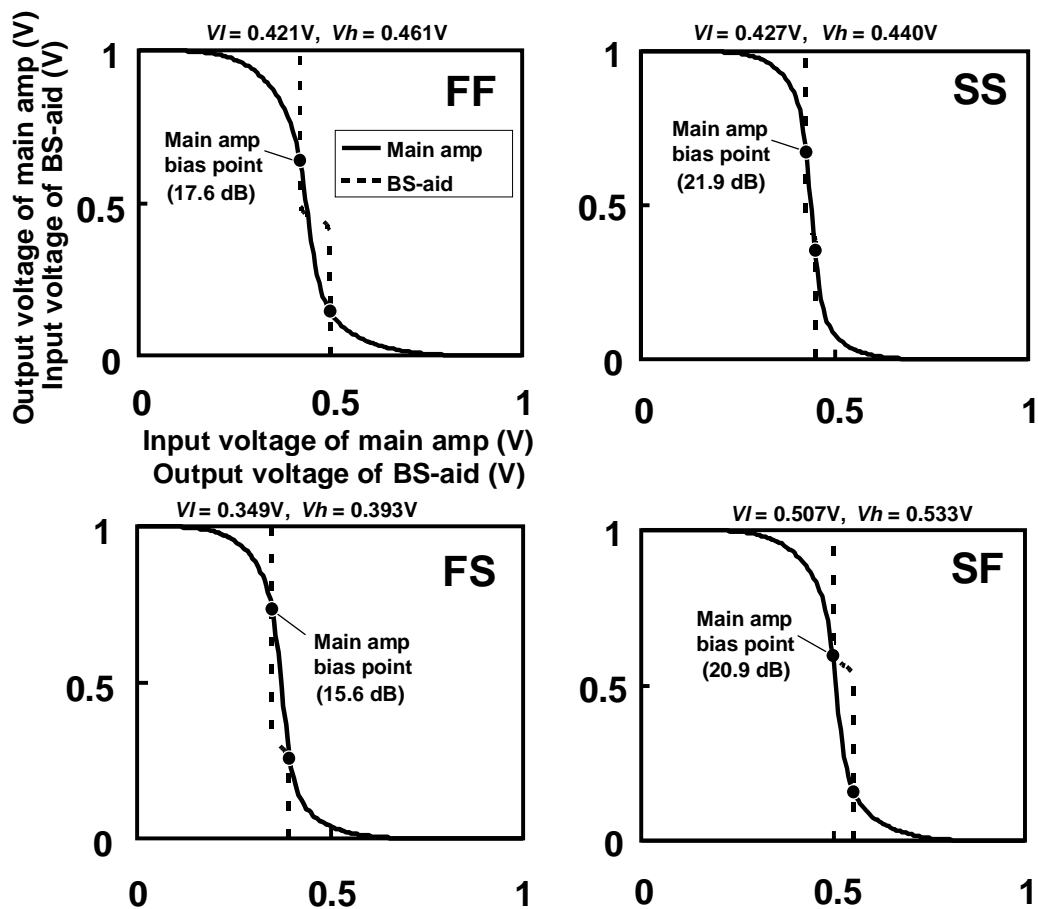 Output voltage of main amp (V)
Input voltage of BS-aid (V)
Vl = 0.421V, Vh = 0.461V
1
FF
Main amp
bias point
(17.6 dB)
Main amp
BS-aid
0.5
0
0
0.5
1
Input voltage of main amp (V)
Output voltage of BS-aid (V)
Vl = 0.427V, Vh = 0.440V
1
SS
Main amp
bias point
(21.9 dB)
0.5
0
0
0.5
1
Vl = 0.349V, Vh = 0.393V
1
FS
Main amp
bias point
(15.6 dB)
0.5
0
0
0.5
1
Vl = 0.507V, Vh = 0.533V
1
SF
Main amp
bias point
(20.9 dB)
0.5
0
0
0.5
1